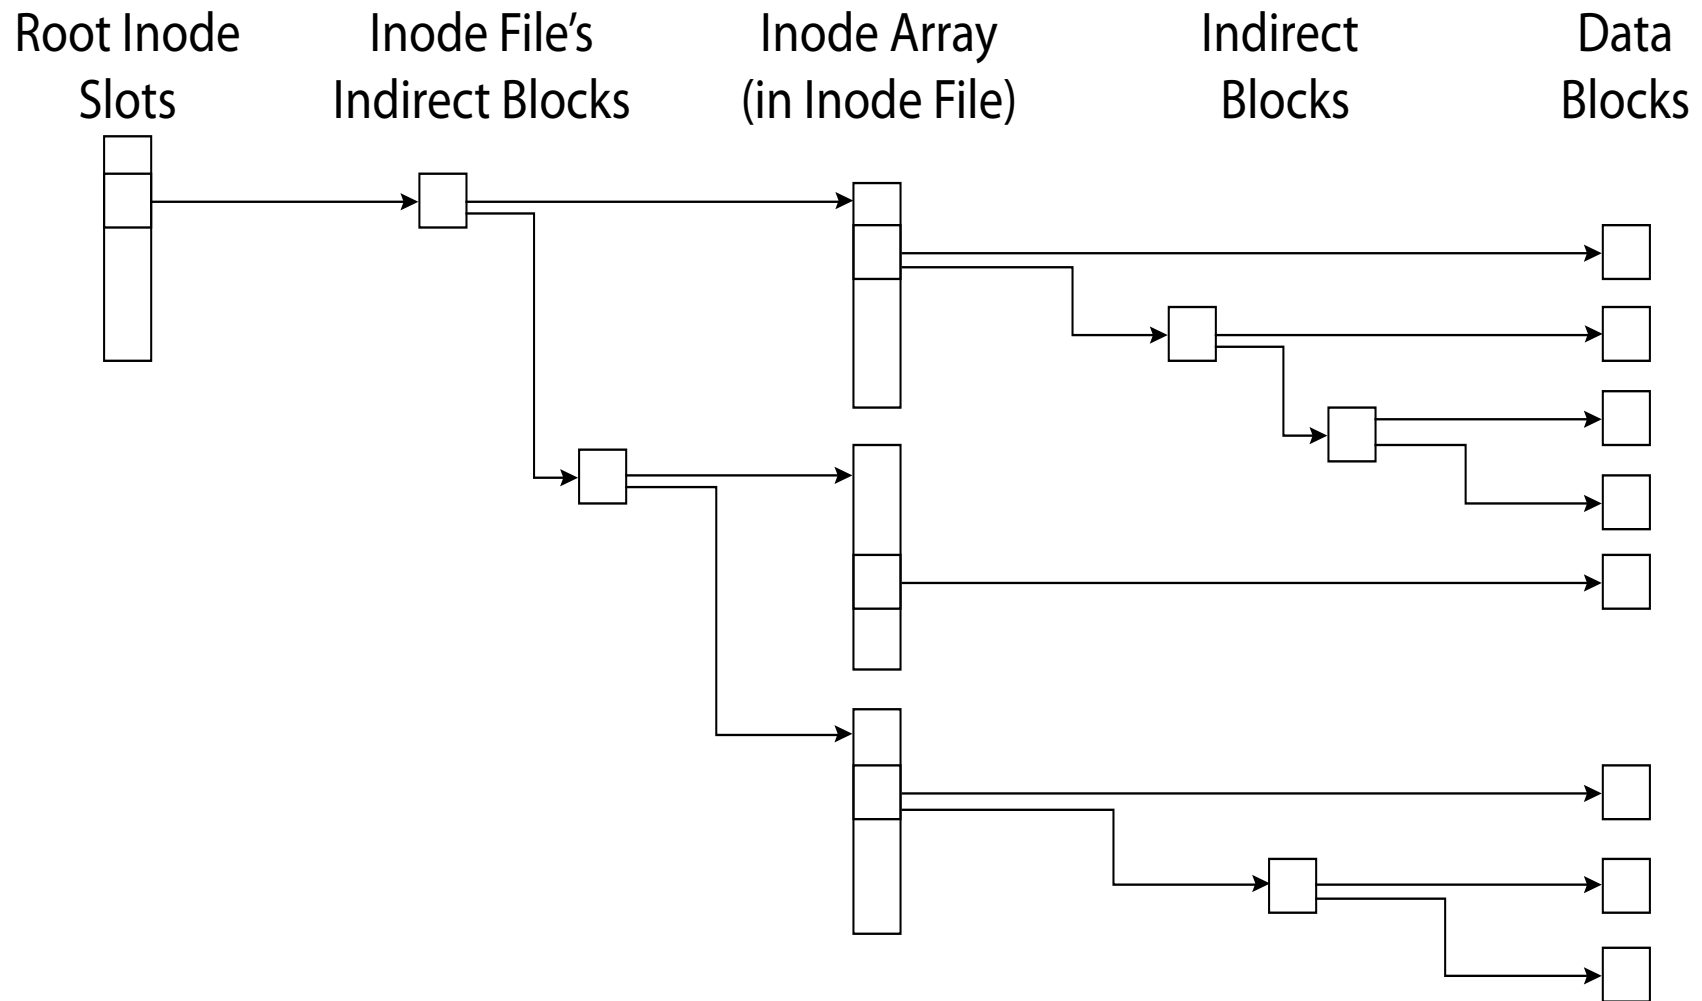 Root Inode
Slots
Inode File’s
Indirect Blocks
Inode Array
(in Inode File)
Indirect
Blocks
Data
Blocks